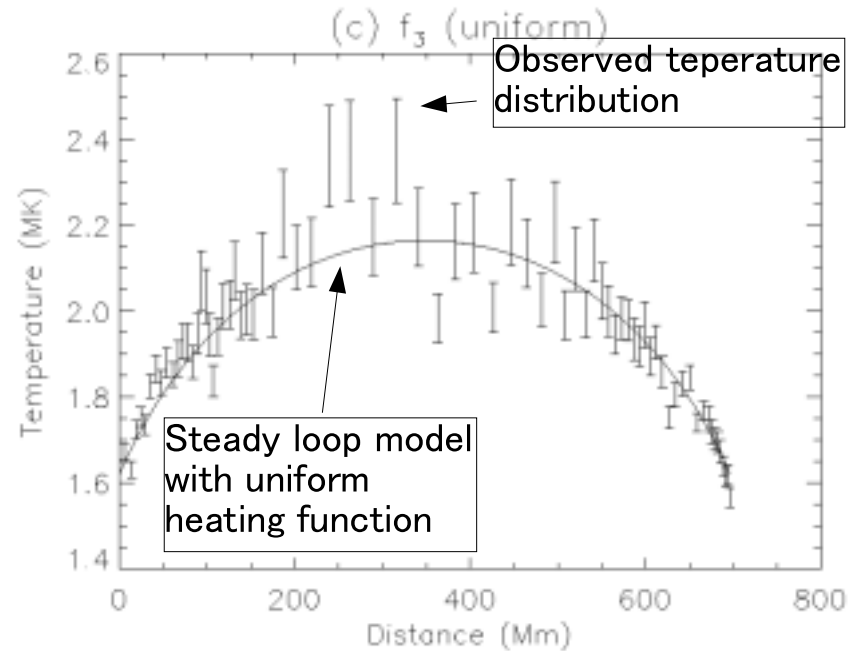 (c) f₃ (uniform)
Observed teperature
distribution
2.6
2.4
2.2
2.0
1.8
1.6
1.4
Temperature (MK)
Steady loop model
with uniform
heating function
0 200 400 600 800
Distance (Mm)